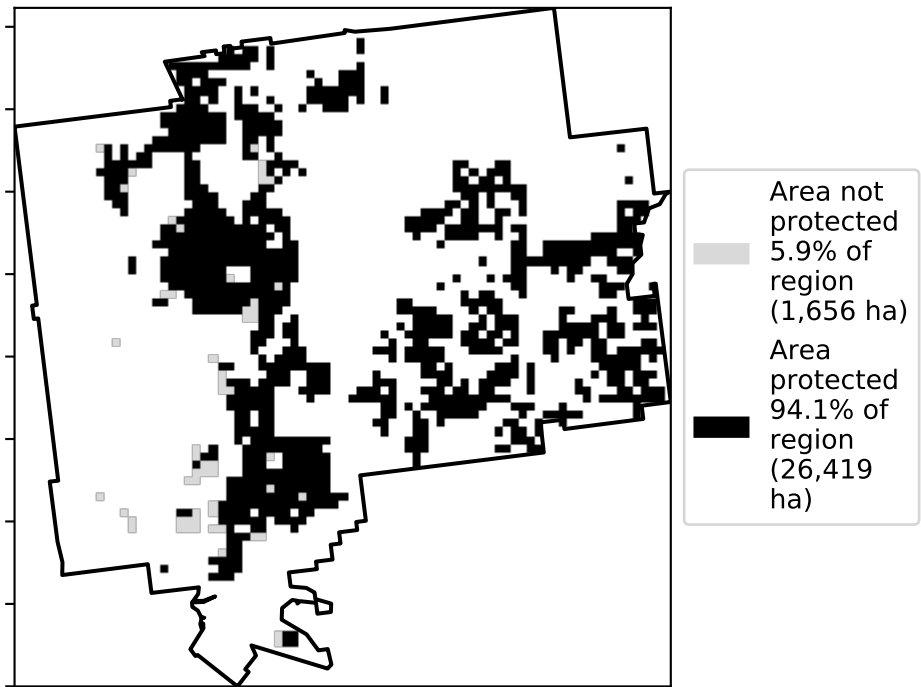 Area not
protected
5.9% of
region
(1,656 ha)
Area
protected
94.1% of
region
(26,419
ha)